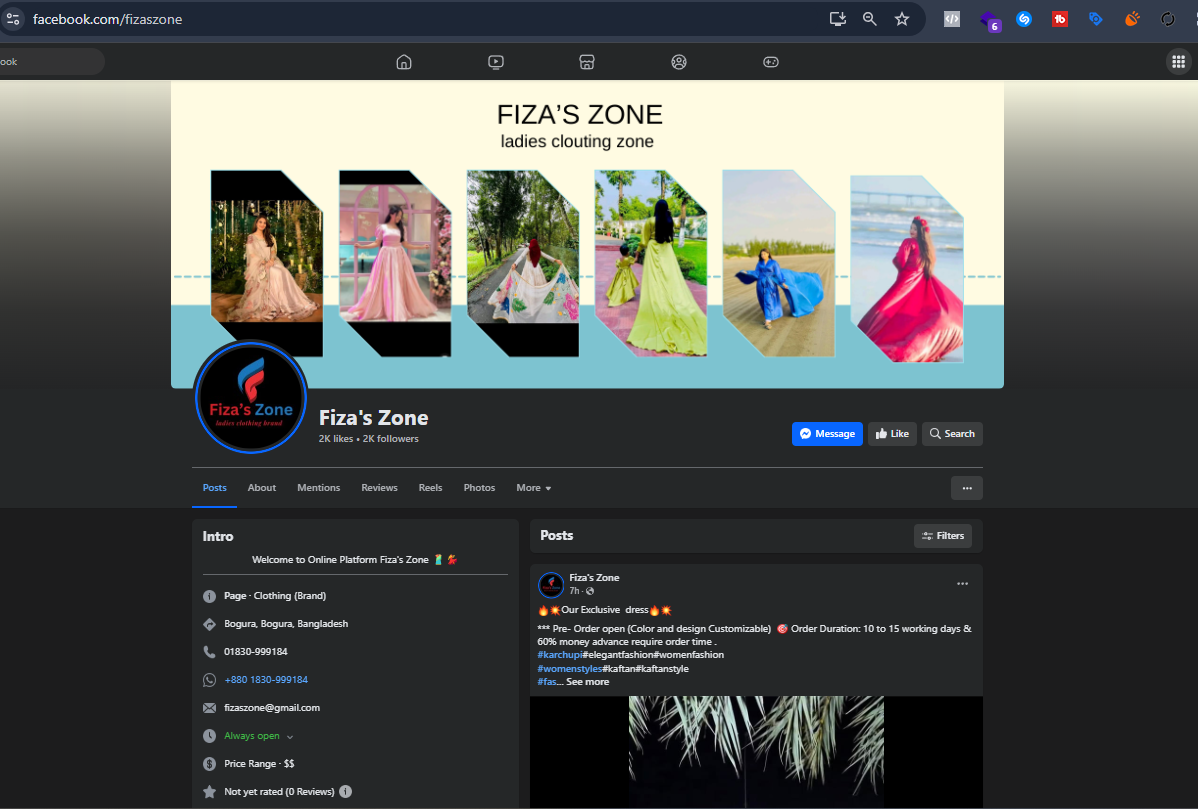 facebook.com/fizaszone
6
tb
ook
FIZA'S ZONE
ladies clouting zone
Fiza's Zone
ladies clothing brand
Fiza's Zone
2K likes • 2K followers
Message
Like
Search
Posts
About
Mentions
Reviews
Reels
Photos
More
Intro
Welcome to Online Platform Fiza's Zone 🧃💃
Page · Clothing (Brand)
Bogura, Bogura, Bangladesh
01830-999184
+880 1830-999184
fizaszone@gmail.com
Always open
Price Range · $$
Not yet rated (0 Reviews)
Posts
Filters
Fiza's Zone
7h ·
🔥💥Our Exclusive dress🔥💥
*** Pre- Order open (Color and design Customizable) 🎯 Order Duration: 10 to 15 working days &
60% money advance require order time .
#karchupi#elegantfashion#womenfashion
#womenstyles#kaftan#kaftanstyle
#fas... See more